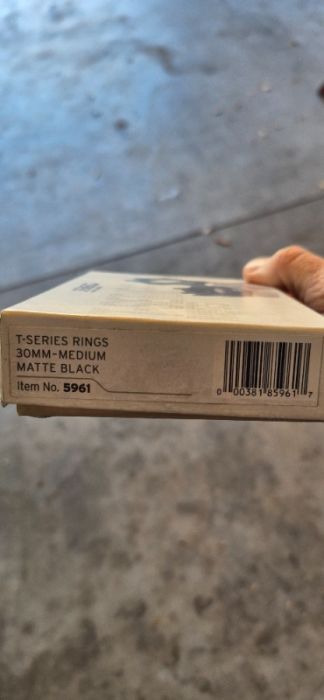 T-SERIES RINGS
30MM-MEDIUM
MATTE BLACK
Item No. 5961
0 00381 85961 7